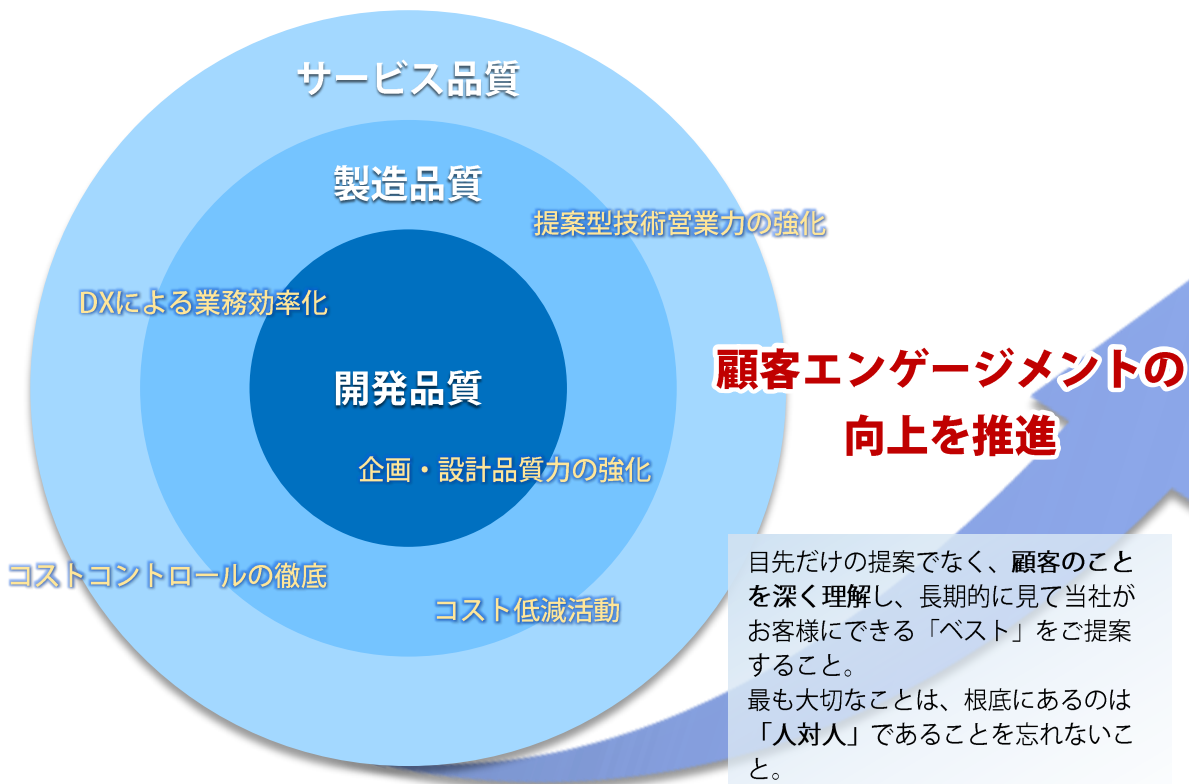 サービス品質
製造品質
提案型技術営業力の強化
DXによる業務効率化
顧客エンゲージメントの
向上を推進
開発品質
企画・設計品質力の強化
コストコントロールの徹底
コスト低減活動
目先だけの提案でなく、顧客のこと
を深く理解し、長期的に見て当社が
お客様にできる「ベスト」をご提案
すること。
最も大切なことは、根底にあるのは
「人対人」であることを忘れないこ
と。